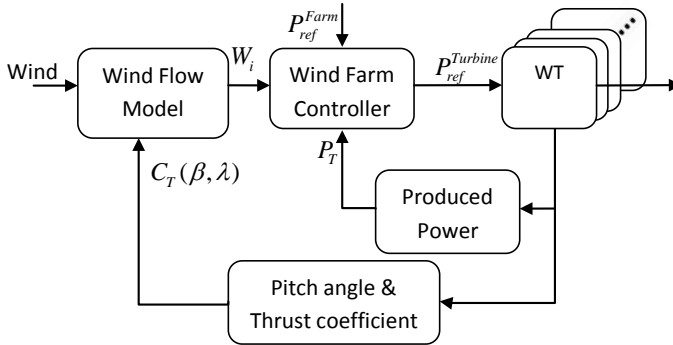 P_ref^Farm
Wind
Wind Flow
Model
W_i
Wind Farm
Controller
P_ref^Turbine
WT
P_T
C_T (β, λ)
Produced
Power
Pitch angle &
Thrust coefficient